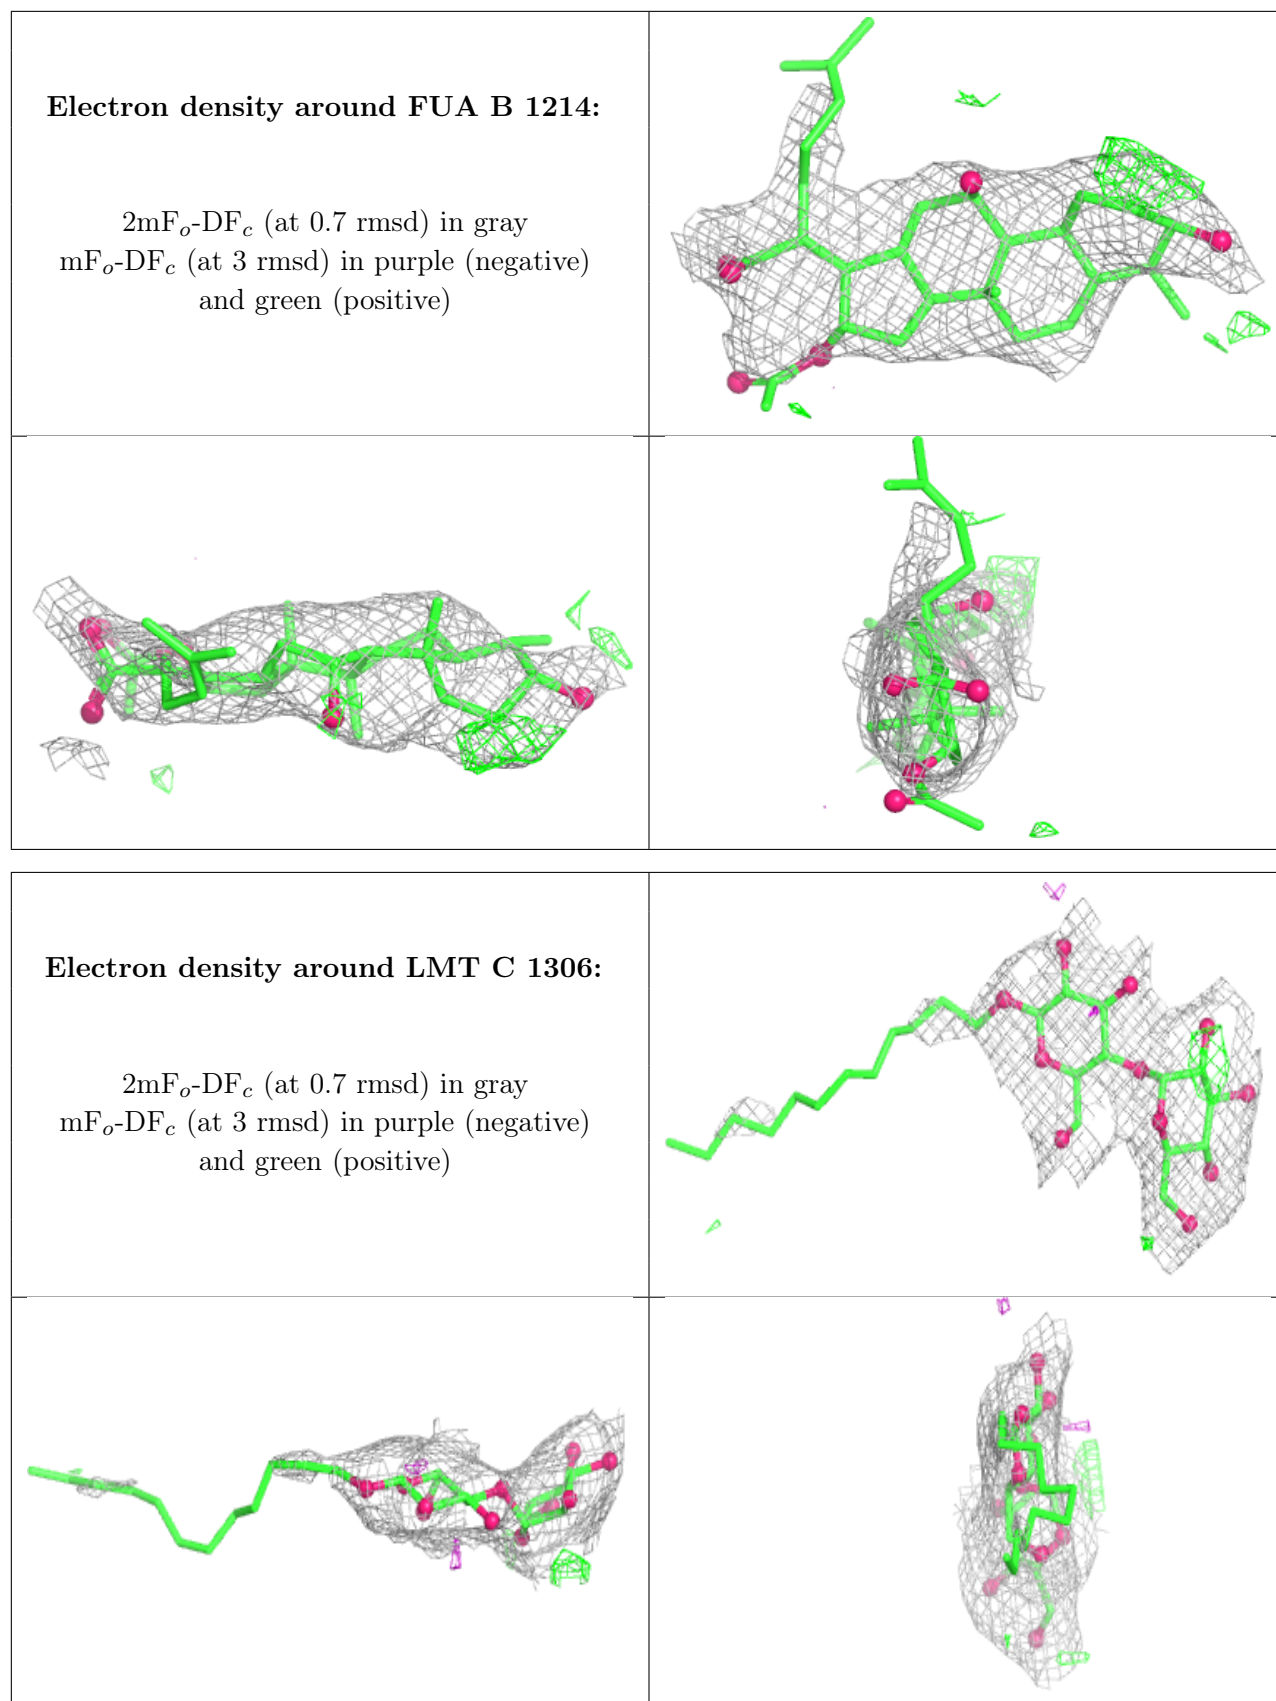 Electron density around FUA B 1214:
2mFo-DFc (at 0.7 rmsd) in gray
mFo-DFc (at 3 rmsd) in purple (negative)
and green (positive)
Electron density around LMT C 1306:
2mFo-DFc (at 0.7 rmsd) in gray
mFo-DFc (at 3 rmsd) in purple (negative)
and green (positive)